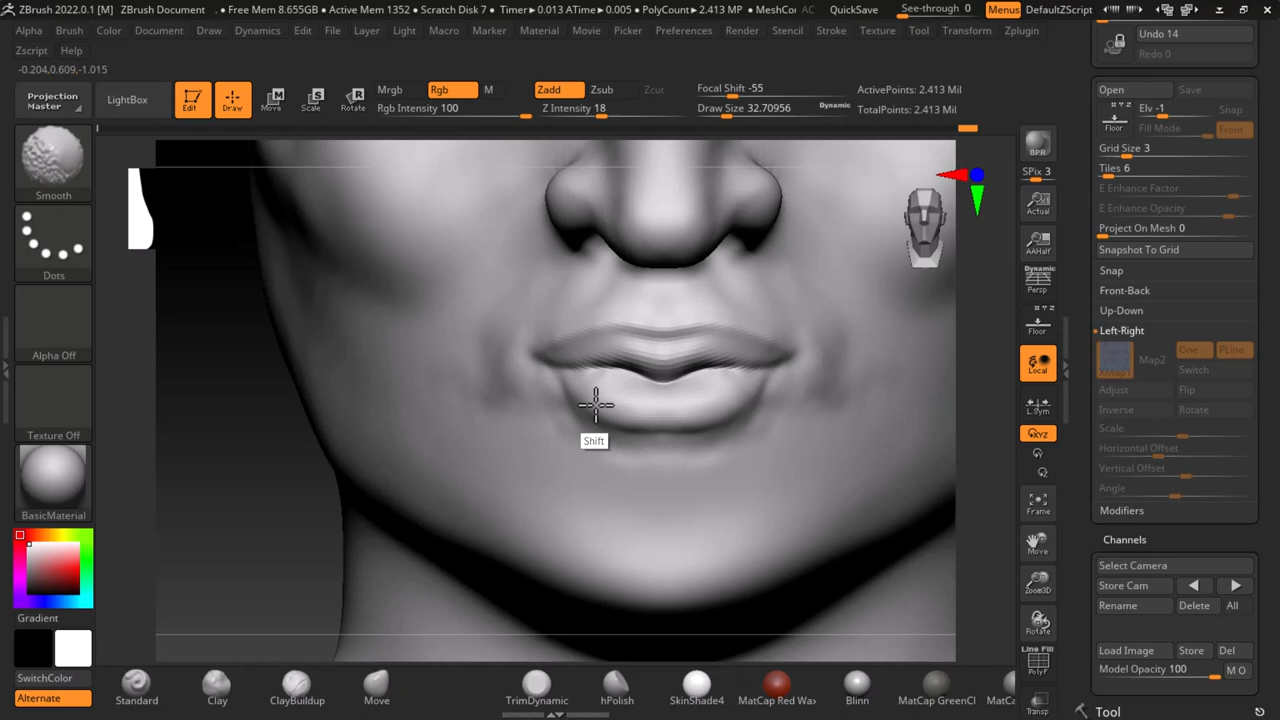 ZBrush 2022.0.1 [M] ZBrush Document . • Free Mem 8.655GB • Active Mem 1352 • Scratch Disk 7 • Timer►0.013 ATime►0.005 • PolyCount►2.413 MP • MeshCo AC QuickSave See-through 0 Menus DefaultZScript
Alpha Brush Color Document Draw Dynamics Edit File Layer Light Macro Marker Material Movie Picker Preferences Render Stencil Stroke Texture Tool Transform Zplugin
Zscript Help
-0.204,0.609,-1.015
Projection Master
LightBox
Edit
Draw
Move
Scale
Rotate
Mrgb Rgb M
Rgb Intensity 100
Zadd Zsub Zcut
Z Intensity 18
Focal Shift -55
Draw Size 32.70956 Dynamic
ActivePoints: 2.413 Mil
TotalPoints: 2.413 Mil
Smooth
Dots
Alpha Off
Texture Off
BasicMaterial
Gradient
SwitchColor
Alternate
Shift
BPR
SPix 3
Actual
AAHalf
Dynamic
Persp
Floor
Local
L.Sym
XYZ
Frame
Move
Zoom3D
Rotate
Line Fill
PolyF
Transp
Undo 14
Redo 0
Open Save
X Y Z
Floor
Elv -1 Snap
Fill Mode Front
Grid Size 3
Tiles 6
E Enhance Factor
E Enhance Opacity
Project On Mesh 0
Snapshot To Grid
Snap
Front-Back
Up-Down
Left-Right
Map1 Map2 One PLine
Switch
Adjust Flip
Inverse Rotate
Scale
Horizontal Offset
Vertical Offset
Angle
Modifiers
Channels
Select Camera
Store Cam
Rename Delete All
Load Image Store Del
Model Opacity 100 M O
Tool
Standard Clay ClayBuildup Move TrimDynamic hPolish SkinShade4 MatCap Red Wax Blinn MatCap GreenCl MatCa